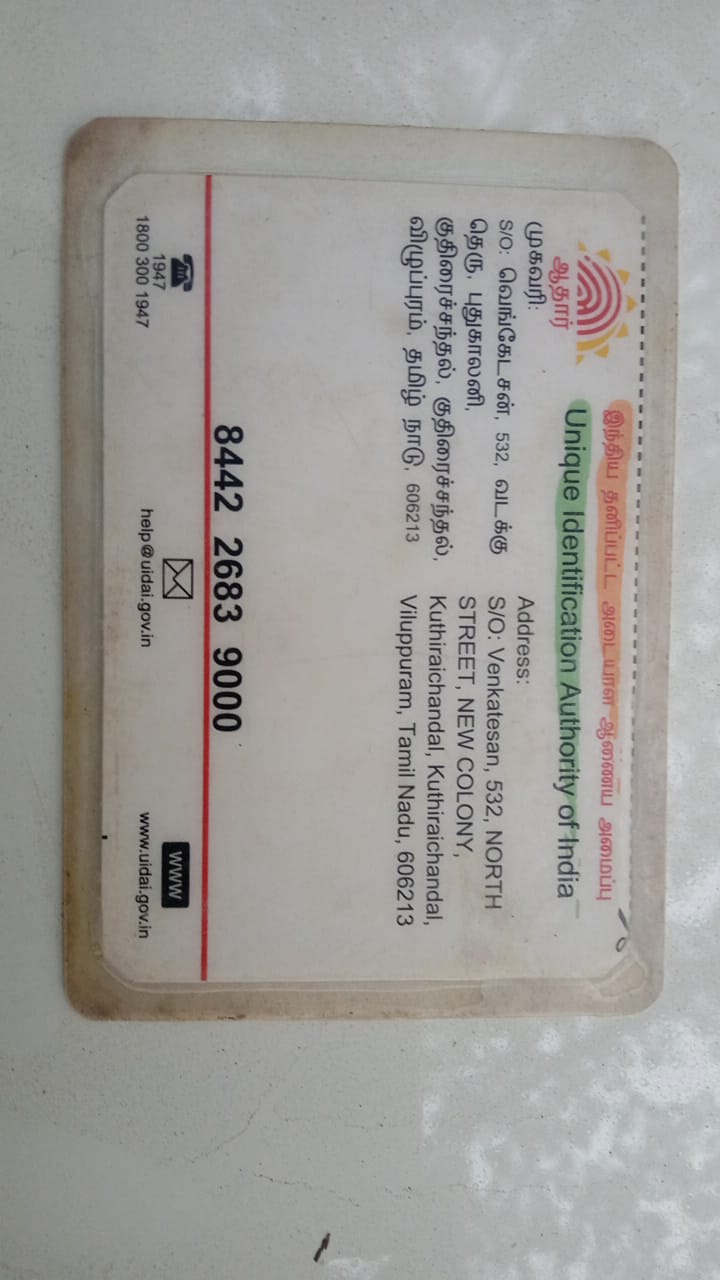 இந்திய தனிப்பட்ட அடையாள ஆணைய அமைப்பு
Unique Identification Authority of India
ஆதார்
முகவரி:
S/O: வெங்கேடசன், 532, வடக்கு
தெரு, புதுகாலனி,
குதிரைச்சந்தல், குதிரைச்சந்தல்,
விழுப்புரம், தமிழ் நாடு, 606213
Address:
S/O: Venkatesan, 532, NORTH
STREET, NEW COLONY,
Kuthiraichandal, Kuthiraichandal,
Viluppuram, Tamil Nadu, 606213
8442 2683 9000
1947
1800 300 1947
help@uidai.gov.in
WWW
www.uidai.gov.in